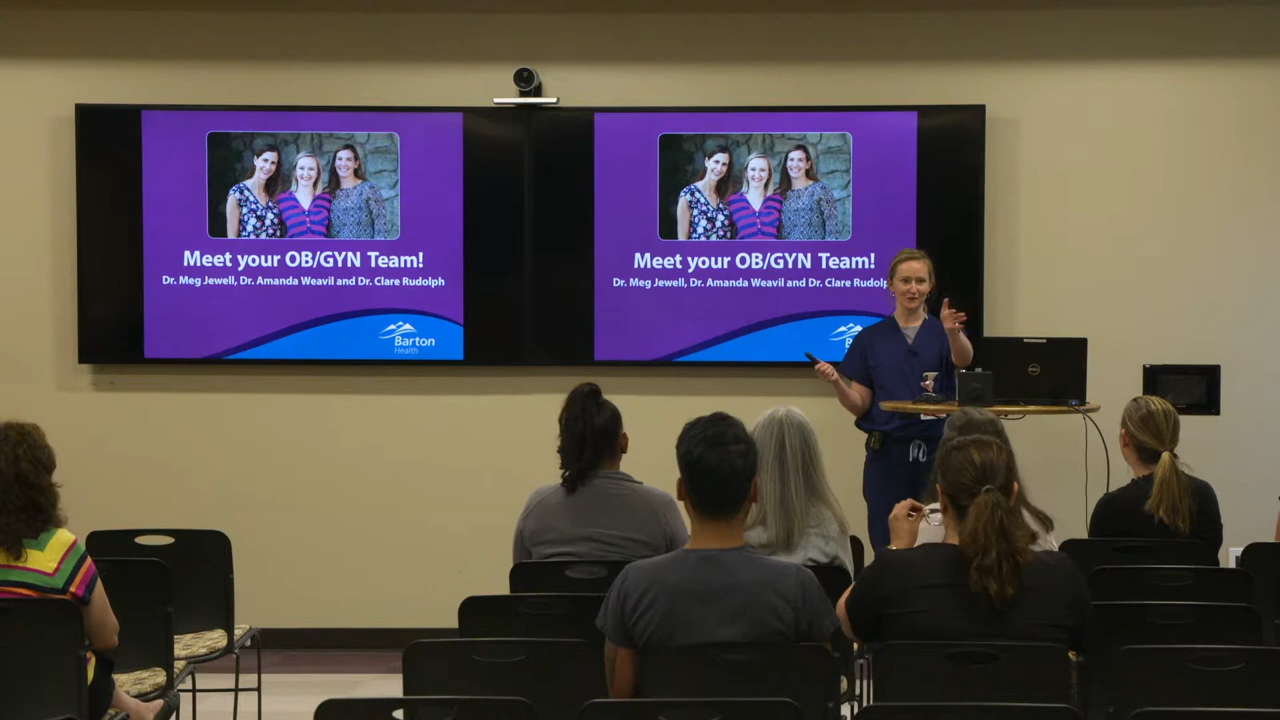 Meet your OB/GYN Team!
Dr. Meg Jewell, Dr. Amanda Weavil and Dr. Clare Rudolph
Barton
Health
Meet your OB/GYN Team!
Dr. Meg Jewell, Dr. Amanda Weavil and Dr. Clare Rudolp
B
DELL